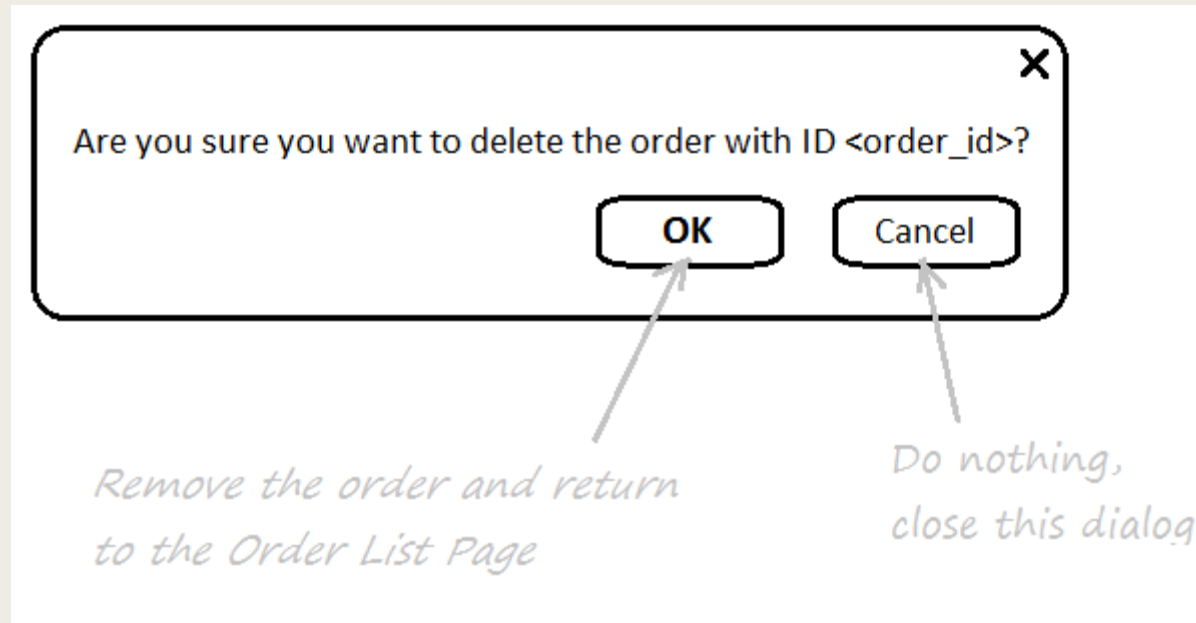 Are you sure you want to delete the order with ID <order_id>?
OK Cancel
Remove the order and return
to the Order List Page
Do nothing,
close this dialog